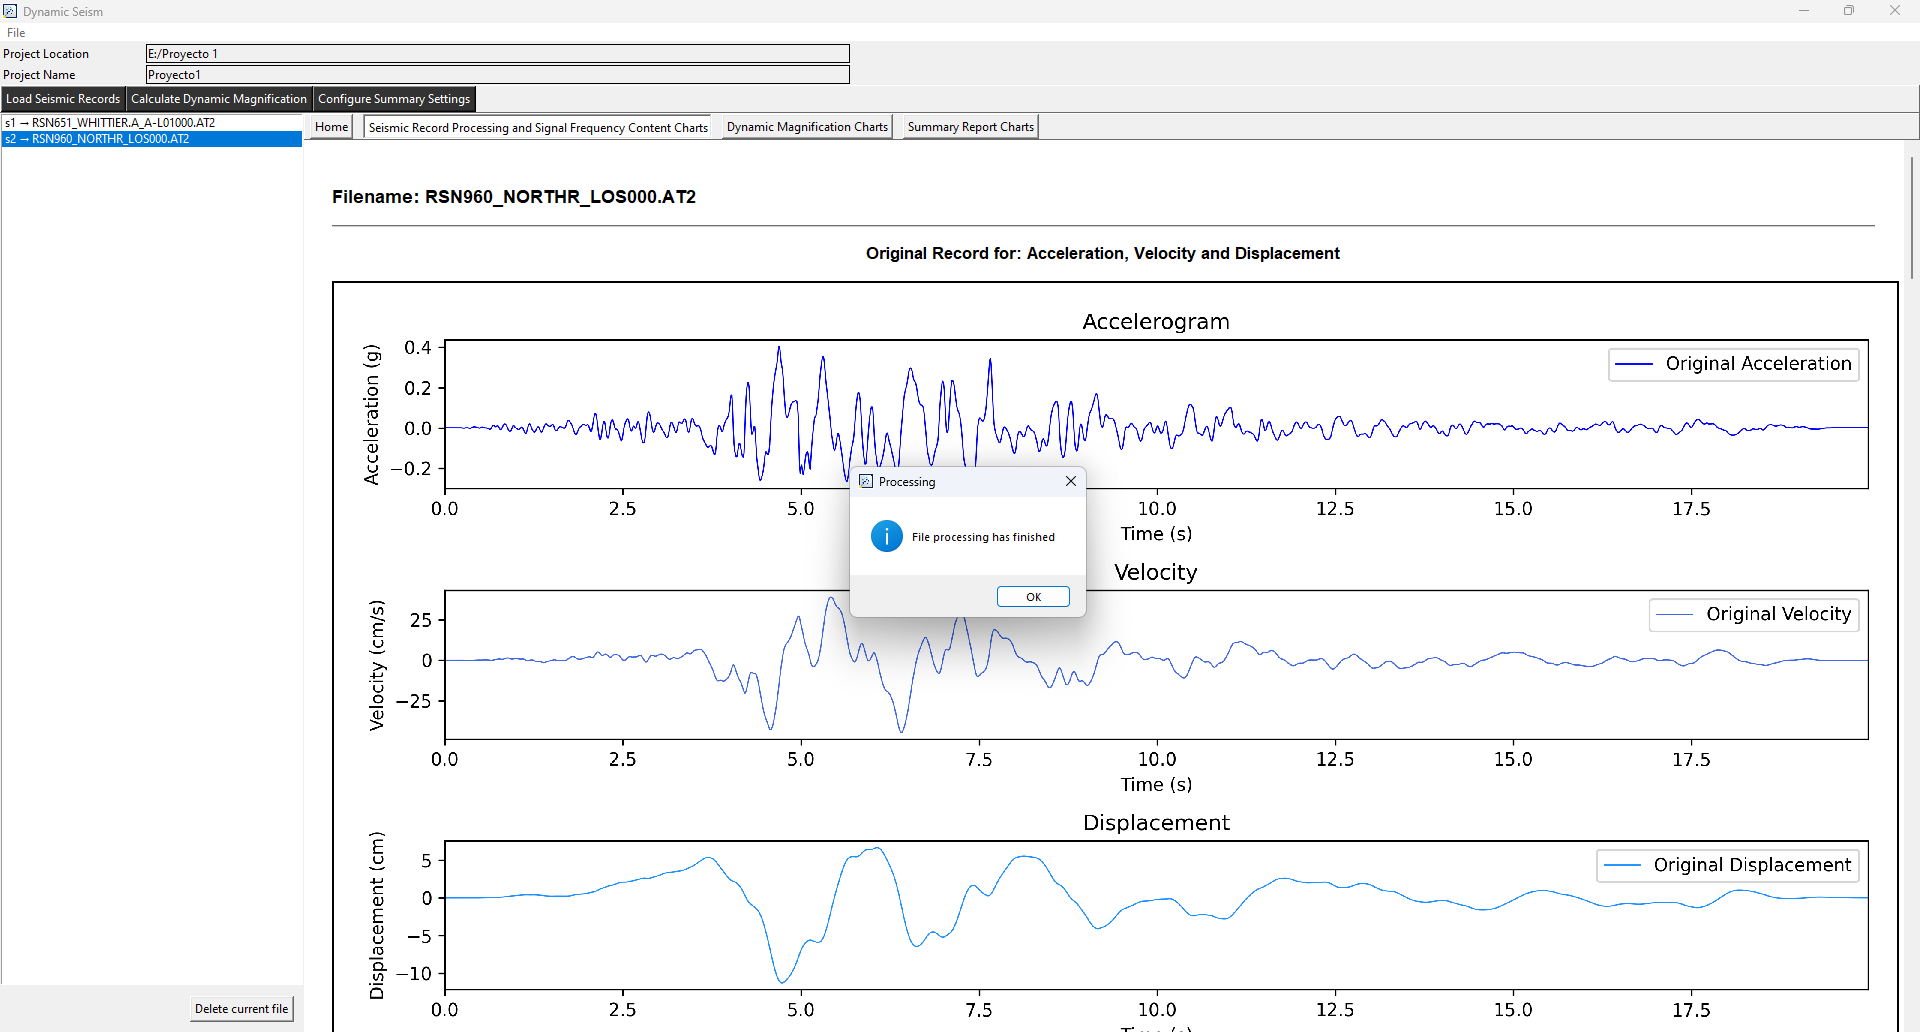 Dynamic Seism
File
Project Location E:/Proyecto 1
Project Name Proyecto1
Load Seismic Records Calculate Dynamic Magnification Configure Summary Settings
s1 → RSN651_WHITTIER.A_A-L01000.AT2
s2 → RSN960_NORTHR_LOS000.AT2
Home Seismic Record Processing and Signal Frequency Content Charts Dynamic Magnification Charts Summary Report Charts
Filename: RSN960_NORTHR_LOS000.AT2
Original Record for: Acceleration, Velocity and Displacement
Accelerogram
Acceleration (g)
0.4
0.2
0.0
−0.2
Original Acceleration
0.0 2.5 5.0 10.0 12.5 15.0 17.5
Time (s)
Processing
File processing has finished
OK
Velocity
Velocity (cm/s)
25
0
−25
Original Velocity
0.0 2.5 5.0 7.5 10.0 12.5 15.0 17.5
Time (s)
Displacement
Displacement (cm)
5
0
−5
−10
Original Displacement
0.0 2.5 5.0 7.5 10.0 12.5 15.0 17.5
Time (s)
Delete current file